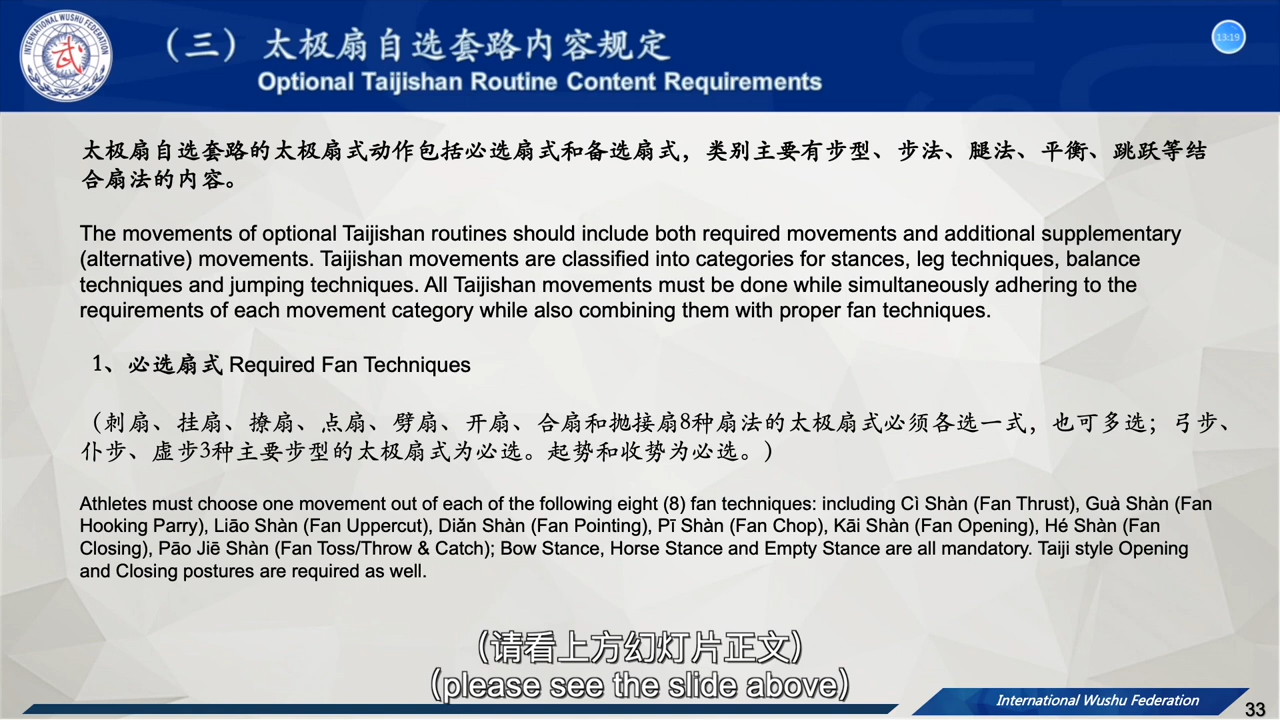 INTERNATIONAL WUSHU FEDERATION
武
（三）太极扇自选套路内容规定
Optional Taijishan Routine Content Requirements
13:19
太极扇自选套路的太极扇式动作包括必选扇式和备选扇式，类别主要有步型、步法、腿法、平衡、跳跃等结
合扇法的内容。
The movements of optional Taijishan routines should include both required movements and additional supplementary
(alternative) movements. Taijishan movements are classified into categories for stances, leg techniques, balance
techniques and jumping techniques. All Taijishan movements must be done while simultaneously adhering to the
requirements of each movement category while also combining them with proper fan techniques.
1、必选扇式 Required Fan Techniques
（刺扇、挂扇、撩扇、点扇、劈扇、开扇、合扇和抛接扇8种扇法的太极扇式必须各选一式，也可多选；弓步、
仆步、虚步3种主要步型的太极扇式为必选。起势和收势为必选。）
Athletes must choose one movement out of each of the following eight (8) fan techniques: including Cì Shàn (Fan Thrust), Guà Shàn (Fan
Hooking Parry), Liāo Shàn (Fan Uppercut), Diǎn Shàn (Fan Pointing), Pī Shàn (Fan Chop), Kāi Shàn (Fan Opening), Hé Shàn (Fan
Closing), Pāo Jiē Shàn (Fan Toss/Throw & Catch); Bow Stance, Horse Stance and Empty Stance are all mandatory. Taiji style Opening
and Closing postures are required as well.
（请看上方幻灯片正文）
(please see the slide above)
International Wushu Federation
33